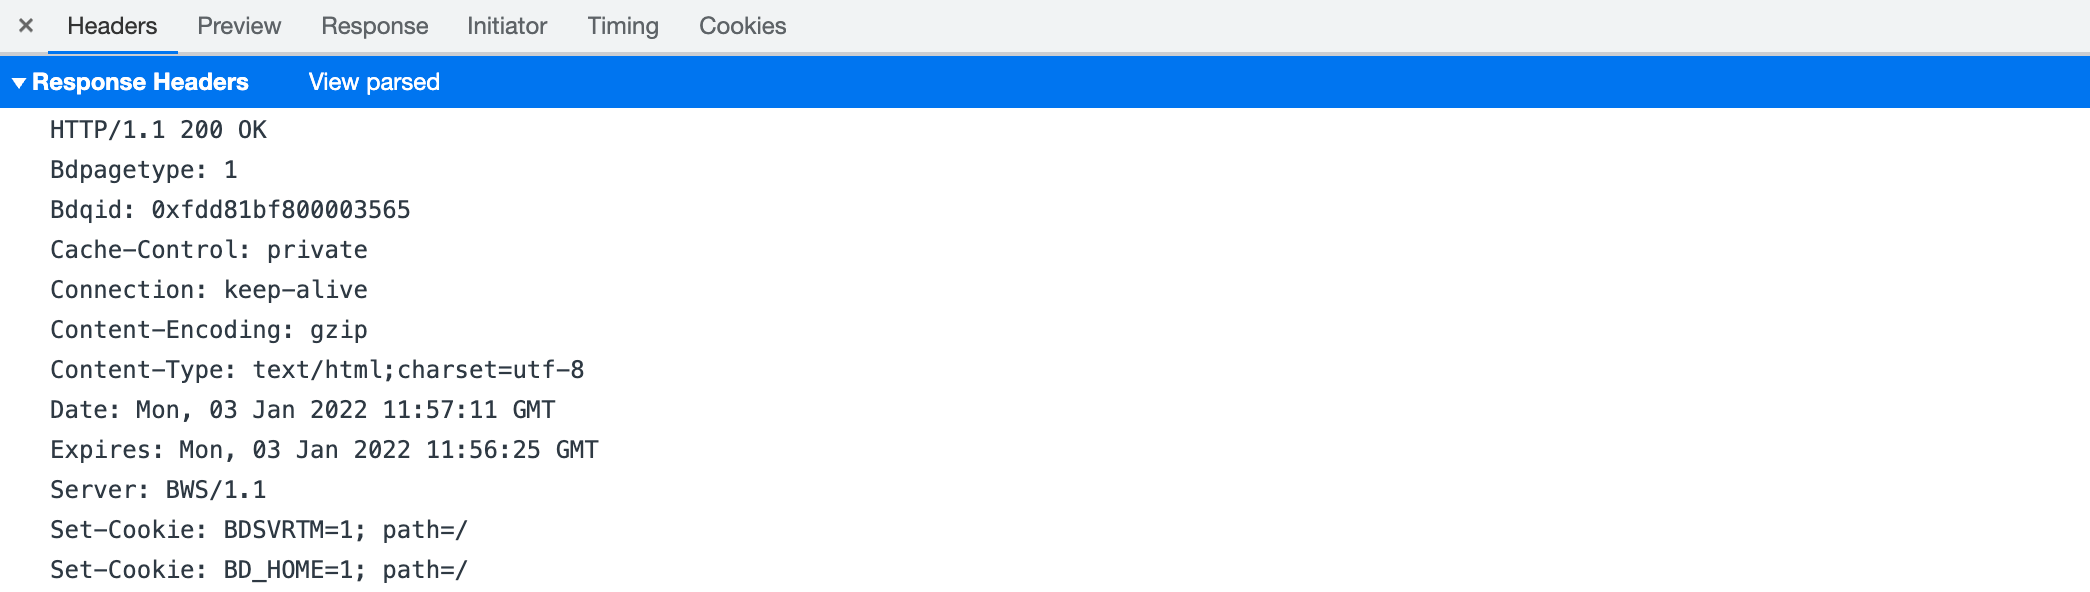 × Headers Preview Response Initiator Timing Cookies
▼ Response Headers View parsed
HTTP/1.1 200 OK
Bdpagetype: 1
Bdqid: 0xfdd81bf800003565
Cache-Control: private
Connection: keep-alive
Content-Encoding: gzip
Content-Type: text/html;charset=utf-8
Date: Mon, 03 Jan 2022 11:57:11 GMT
Expires: Mon, 03 Jan 2022 11:56:25 GMT
Server: BWS/1.1
Set-Cookie: BDSVRTM=1; path=/
Set-Cookie: BD_HOME=1; path=/